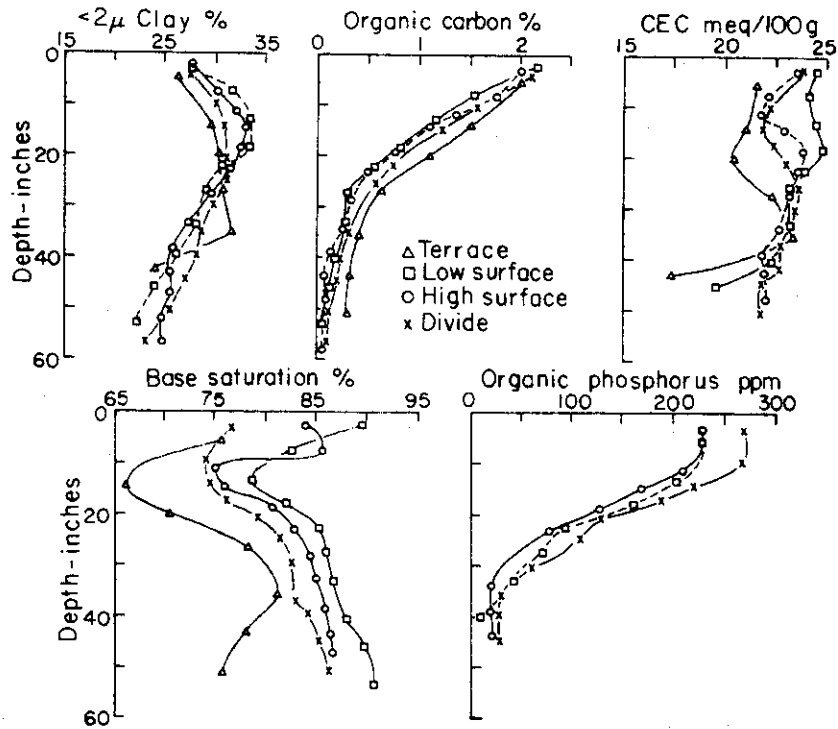 <2μ Clay %
Organic carbon %
CEC meq/100g
0
15 25 35
0 1 2
15 20 25
Depth-inches
20
40
60
Terrace
Low surface
High surface
Divide
Base saturation %
Organic phosphorus ppm
65 75 85 95
0 100 200 300
Depth-inches
0
20
40
60